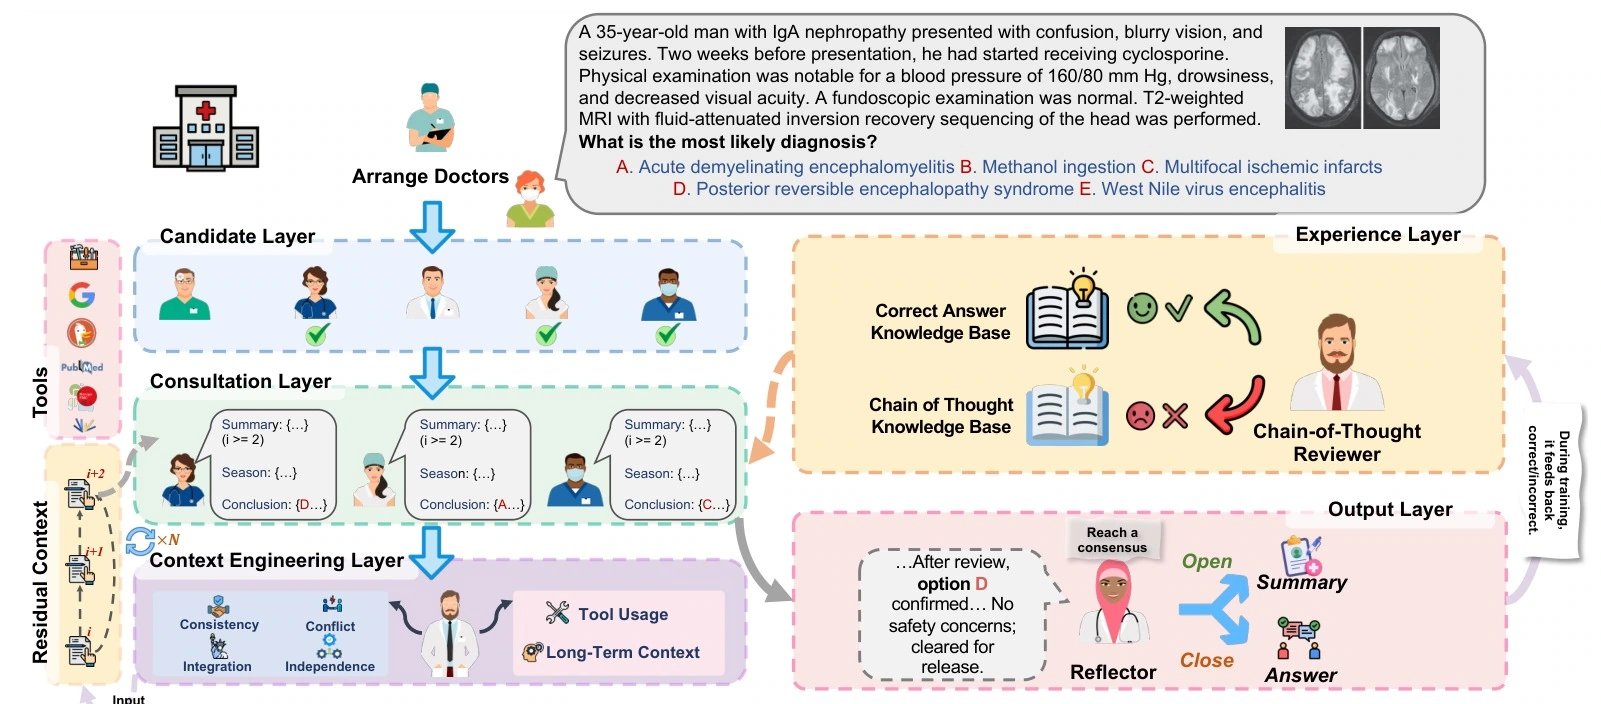 A 35-year-old man with IgA nephropathy presented with confusion, blurry vision, and
seizures. Two weeks before presentation, he had started receiving cyclosporine.
Physical examination was notable for a blood pressure of 160/80 mm Hg, drowsiness,
and decreased visual acuity. A fundoscopic examination was normal. T2-weighted
MRI with fluid-attenuated inversion recovery sequencing of the head was performed.
What is the most likely diagnosis?
A. Acute demyelinating encephalomyelitis B. Methanol ingestion C. Multifocal ischemic infarcts
D. Posterior reversible encephalopathy syndrome E. West Nile virus encephalitis
Arrange Doctors
Candidate Layer
Tools
PubMed
Consultation Layer
Summary: {...}
(i >= 2)
Season: {...}
Conclusion: {D...}
Summary: {...}
(i >= 2)
Season: {...}
Conclusion: {A...}
Summary: {...}
(i >= 2)
Season: {...}
Conclusion: {C...}
Residual Context
i+2
i+1
i
×N
Context Engineering Layer
Consistency
Conflict
Integration
Independence
Tool Usage
Long-Term Context
Input
Experience Layer
Correct Answer
Knowledge Base
Chain of Thought
Knowledge Base
Chain-of-Thought
Reviewer
During training,
it feeds back
correct/incorrect.
Output Layer
...After review,
option D
confirmed... No
safety concerns;
cleared for
release.
Reach a
consensus
Reflector
Open
Close
Summary
Answer